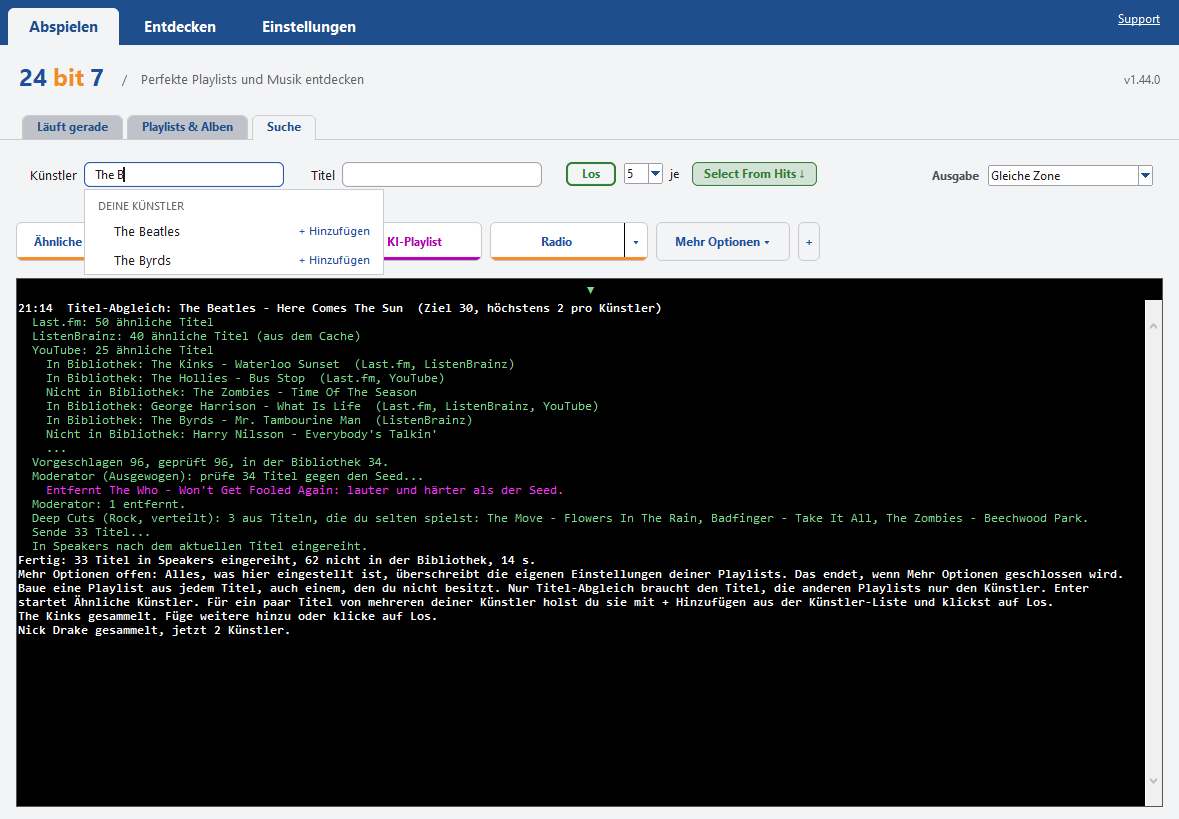 Abspielen
Entdecken
Einstellungen
Support
24 bit 7 / Perfekte Playlists und Musik entdecken
v1.44.0
Läuft gerade
Playlists & Alben
Suche
Künstler The B
Titel
Los
5
je
Select From Hits ↓
Ausgabe
Gleiche Zone
DEINE KÜNSTLER
The Beatles + Hinzufügen
The Byrds + Hinzufügen
Ähnliche
KI-Playlist
Radio
Mehr Optionen
+
21:14 Titel-Abgleich: The Beatles - Here Comes The Sun (Ziel 30, höchstens 2 pro Künstler)
Last.fm: 50 ähnliche Titel
ListenBrainz: 40 ähnliche Titel (aus dem Cache)
YouTube: 25 ähnliche Titel
In Bibliothek: The Kinks - Waterloo Sunset (Last.fm, ListenBrainz)
In Bibliothek: The Hollies - Bus Stop (Last.fm, YouTube)
Nicht in Bibliothek: The Zombies - Time Of The Season
In Bibliothek: George Harrison - What Is Life (Last.fm, ListenBrainz, YouTube)
In Bibliothek: The Byrds - Mr. Tambourine Man (ListenBrainz)
Nicht in Bibliothek: Harry Nilsson - Everybody's Talkin'
...
Vorgeschlagen 96, geprüft 96, in der Bibliothek 34.
Moderator (Ausgewogen): prüfe 34 Titel gegen den Seed...
Entfernt The Who - Won't Get Fooled Again: lauter und härter als der Seed.
Moderator: 1 entfernt.
Deep Cuts (Rock, verteilt): 3 aus Titeln, die du selten spielst: The Move - Flowers In The Rain, Badfinger - Take It All, The Zombies - Beechwood Park.
Sende 33 Titel...
In Speakers nach dem aktuellen Titel eingereiht.
Fertig: 33 Titel in Speakers eingereiht, 62 nicht in der Bibliothek, 14 s.
Mehr Optionen offen: Alles, was hier eingestellt ist, überschreibt die eigenen Einstellungen deiner Playlists. Das endet, wenn Mehr Optionen geschlossen wird.
Baue eine Playlist aus jedem Titel, auch einem, den du nicht besitzt. Nur Titel-Abgleich braucht den Titel, die anderen Playlists nur den Künstler. Enter
startet Ähnliche Künstler. Für ein paar Titel von mehreren deiner Künstler holst du sie mit + Hinzufügen aus der Künstler-Liste und klickst auf Los.
The Kinks gesammelt. Füge weitere hinzu oder klicke auf Los.
Nick Drake gesammelt, jetzt 2 Künstler.